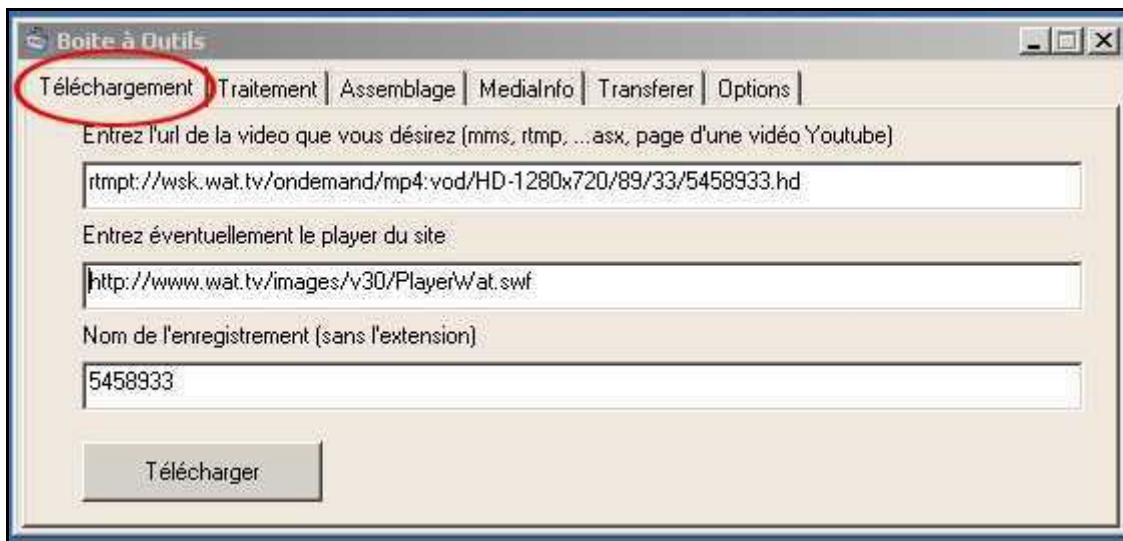 Boite à Outils
Téléchargement Traitement Assemblage MediaInfo Transferer Options
Entrez l'url de la video que vous désirez (mms, rtmp, ...asx, page d'une vidéo Youtube)
rtmpt://wsk.wat.tv/ondemand/mp4:vod/HD-1280x720/89/33/5458933.hd
Entrez éventuellement le player du site
http://www.wat.tv/images/v30/PlayerWat.swf
Nom de l'enregistrement (sans l'extension)
5458933
Télécharger